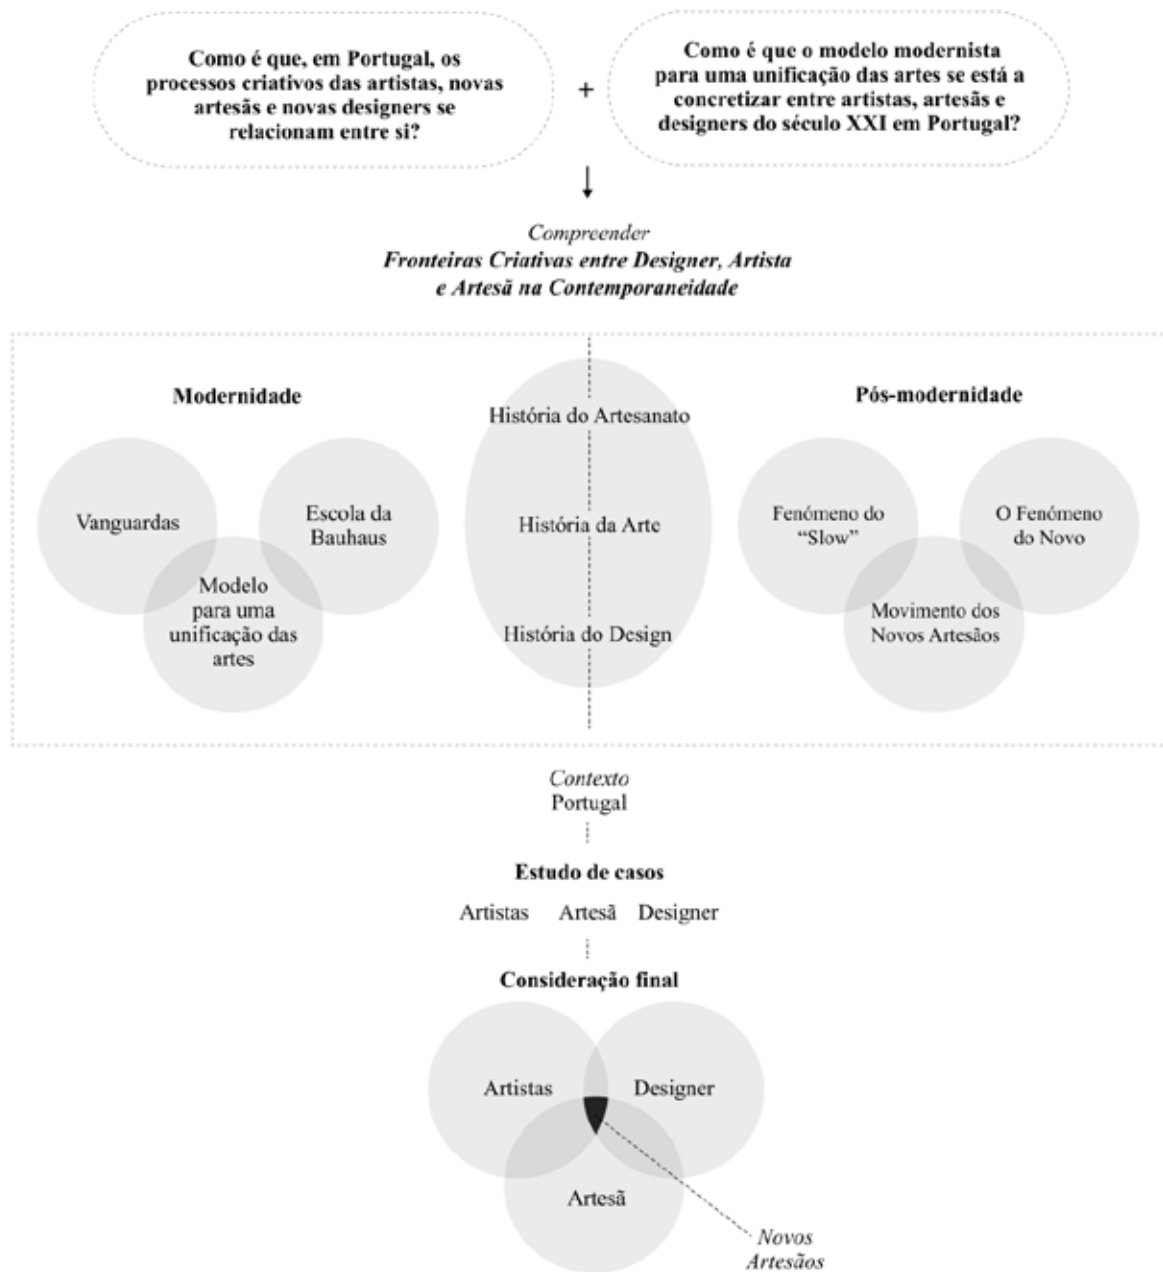 Como é que, em Portugal, os
processos criativos das artistas, novas
artesãs e novas designers se
relacionam entre si?
+
Como é que o modelo modernista
para uma unificação das artes se está a
concretizar entre artistas, artesãs e
designers do século XXI em Portugal?
Compreender
Fronteiras Criativas entre Designer, Artista
e Artesã na Contemporaneidade
Modernidade
Vanguardas
Escola da
Bauhaus
Modelo
para uma
unificação das
artes
História do Artesanato
História da Arte
História do Design
Pós-modernidade
Fenómeno do
“Slow”
O Fenómeno
do Novo
Movimento dos
Novos Artesãos
Contexto
Portugal
Estudo de casos
Artistas Artesã Designer
Consideração final
Artistas
Designer
Artesã
Novos
Artesãos